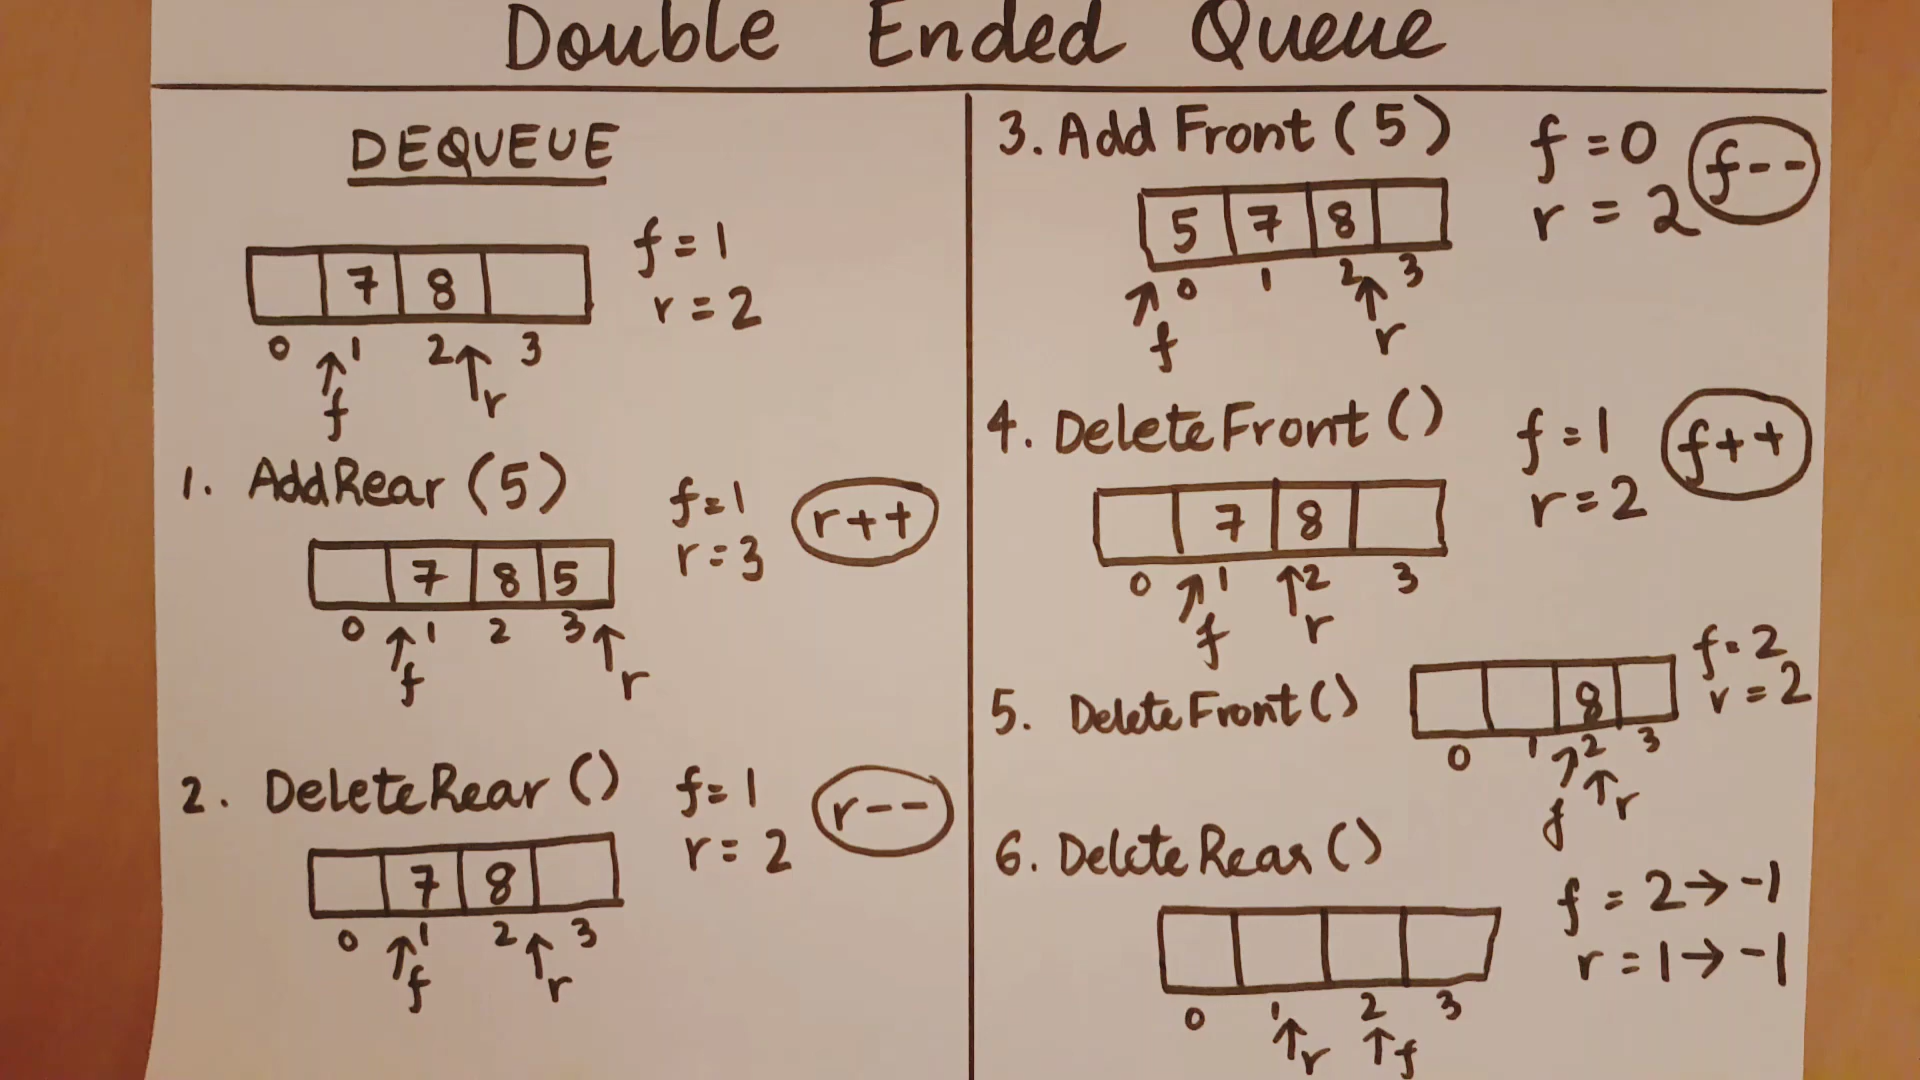 Double Ended Queue
DEQUEUE
7 8
f = 1
r = 2
0 1 2 3
f r
1. AddRear (5)
f = 1
r = 3
r++
7 8 5
0 1 2 3
f r
2. DeleteRear ()
f = 1
r = 2
r--
7 8
0 1 2 3
f r
3. Add Front (5)
f = 0
r = 2
f--
5 7 8
0 1 2 3
f r
4. DeleteFront ()
f = 1
r = 2
f++
7 8
0 1 2 3
f r
5. DeleteFront ()
8
f = 2
r = 2
0 1 2 3
f r
6. DeleteRear ()
f = 2 → -1
r = 1 → -1
0 1 2 3
r f